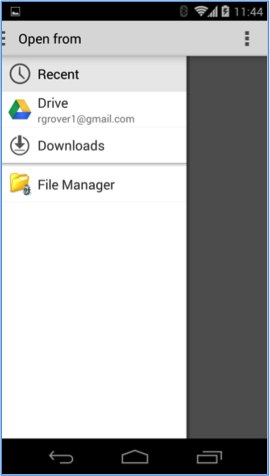 11:44
Open from
Recent
Drive
rgrover1@gmail.com
Downloads
File Manager